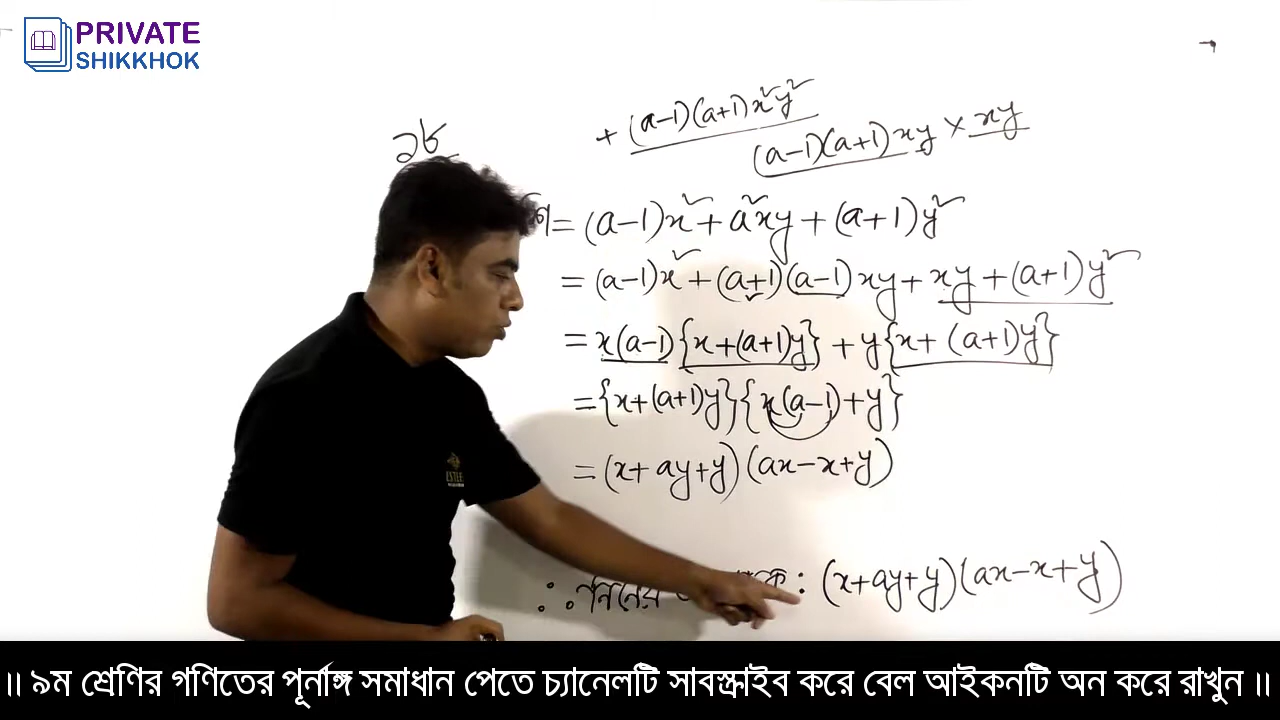 PRIVATE
SHIKKHOK
১৮
+ (a-1)(a+1)x²y²
(a-1)(a+1)xy × xy
= (a-1)x² + a²xy + (a+1)y²
= (a-1)x² + (a+1)(a-1)xy + xy + (a+1)y²
= x(a-1){x+(a+1)y} + y{x+(a+1)y}
= {x+(a+1)y}{x(a-1)+y}
= (x+ay+y)(ax-x+y)
∴ : (x+ay+y)(ax-x+y)
॥ ৯ম শ্রেণির গণিতের পূর্নাঙ্গ সমাধান পেতে চ্যানেলটি সাবস্ক্রাইব করে বেল আইকনটি অন করে রাখুন ॥